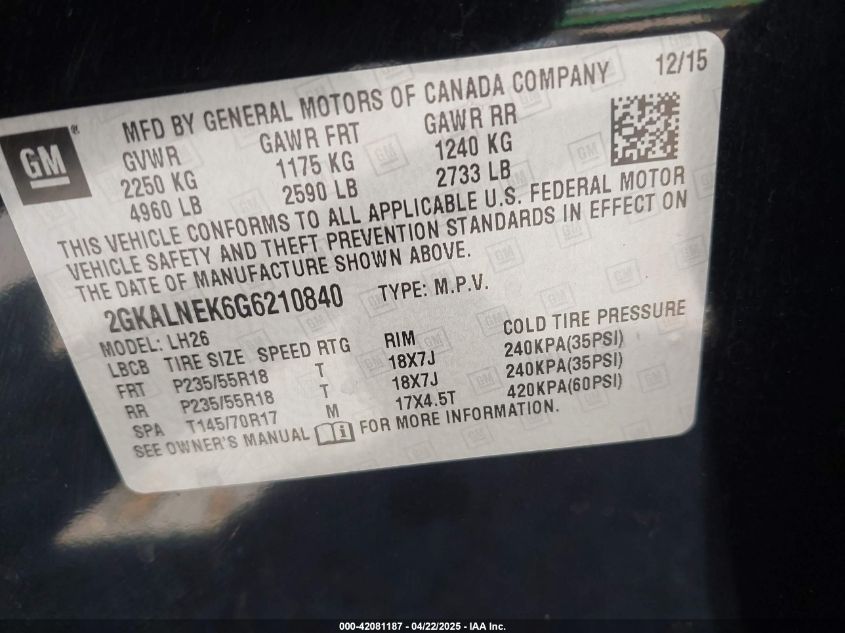 GM®
MFD BY GENERAL MOTORS OF CANADA COMPANY 12/15
GVWR GAWR FRT GAWR RR
2250 KG 1175 KG 1240 KG
4960 LB 2590 LB 2733 LB
THIS VEHICLE CONFORMS TO ALL APPLICABLE U.S. FEDERAL MOTOR
VEHICLE SAFETY AND THEFT PREVENTION STANDARDS IN EFFECT ON
THE DATE OF MANUFACTURE SHOWN ABOVE.
2GKALNEK6G6210840 TYPE: M.P.V.
MODEL: LH26
LBCB TIRE SIZE SPEED RTG RIM COLD TIRE PRESSURE
FRT P235/55R18 T 18X7J 240KPA(35PSI)
RR P235/55R18 T 18X7J 240KPA(35PSI)
SPA T145/70R17 M 17X4.5T 420KPA(60PSI)
SEE OWNER'S MANUAL FOR MORE INFORMATION.
000-42081187 - 04/22/2025 - IAA Inc.